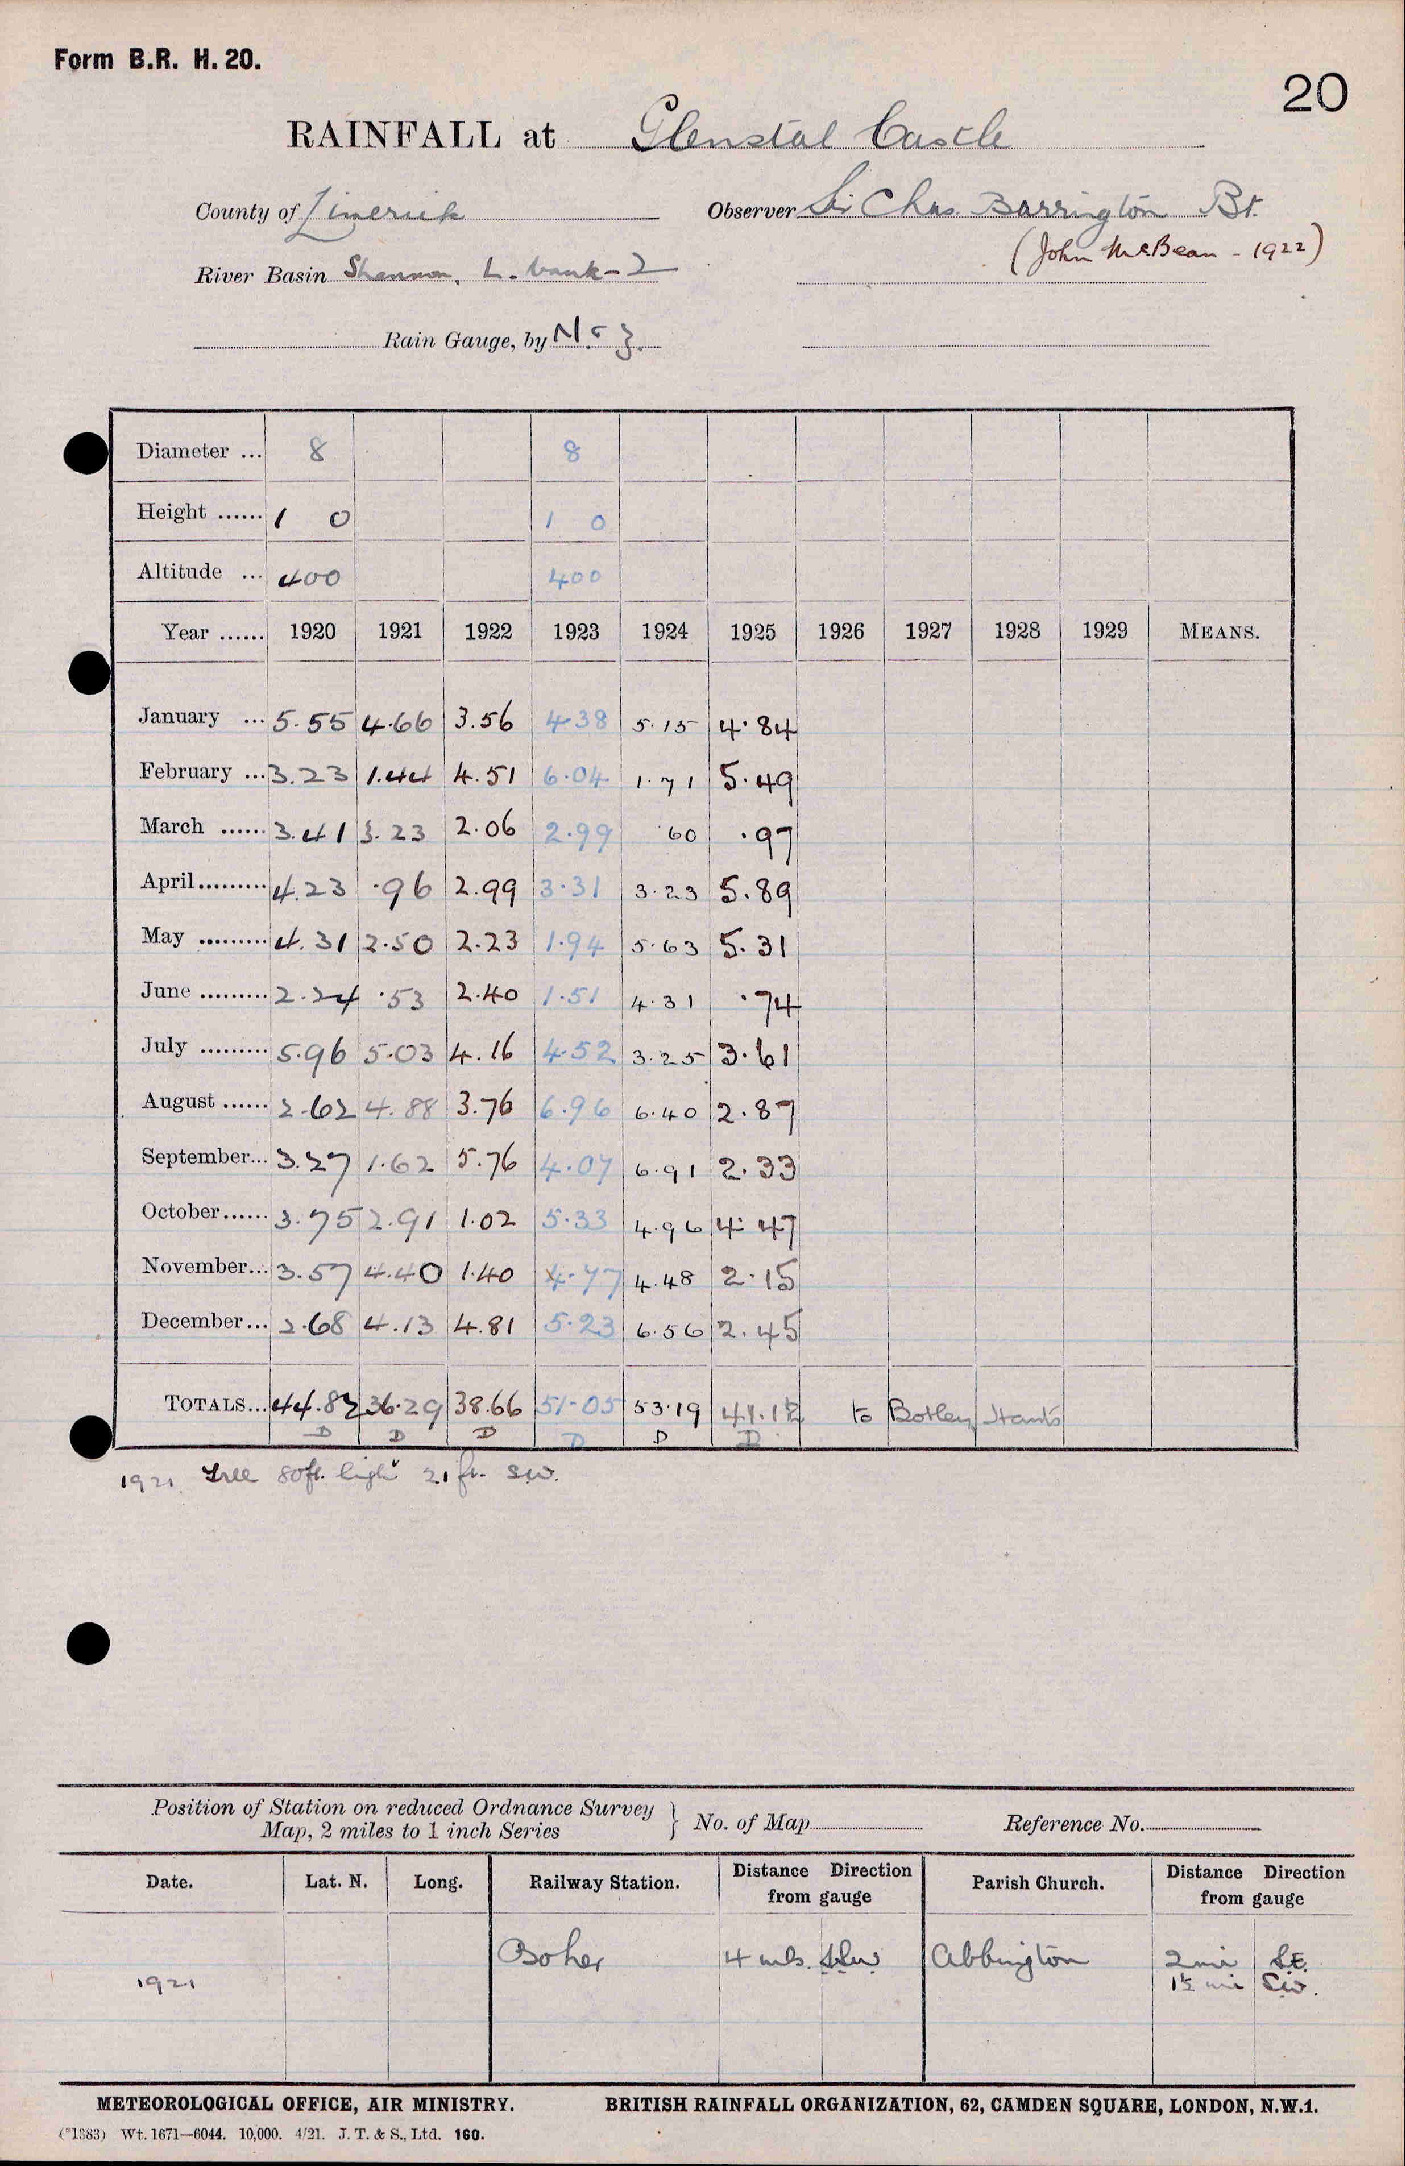 Form B.R. H. 20.
20
RAINFALL at Glenstal Castle
County of Limerick Observer Sir Chas. Barrington Bt.
(John McBean - 1922)
River Basin Shannon, L. bank - 2
Rain Gauge, by N. & Z.
Diameter ... 8 8
Height ...... 1 0 1 0
Altitude ... 400 400
Year ...... 1920 1921 1922 1923 1924 1925 1926 1927 1928 1929 MEANS.
January ... 5.55 4.66 3.56 4.38 5.15 4.84
February ... 3.23 1.44 4.51 6.04 1.71 5.49
March ...... 3.41 3.23 2.06 2.99 .60 .97
April ......... 4.23 .96 2.99 3.31 3.23 5.89
May ......... 4.31 2.50 2.23 1.94 5.63 5.31
June ......... 2.24 .53 2.40 1.51 4.31 .74
July ......... 5.96 5.03 4.16 4.52 3.25 3.61
August ...... 2.62 4.88 3.76 6.96 6.40 2.87
September... 3.27 1.62 5.76 4.07 6.91 2.33
October ...... 3.75 2.91 1.02 5.33 4.96 4.47
November... 3.57 4.40 1.40 4.77 4.48 2.15
December... 2.68 4.13 4.81 5.23 6.56 2.45
TOTALS... 44.82 36.29 38.66 51.05 53.19 41.12 to Botley Hants
D D D D D D
1921 Tree 80ft. high 21 ft. SW.
Position of Station on reduced Ordnance Survey
Map, 2 miles to 1 inch Series } No. of Map Reference No.
Date. Lat. N. Long. Railway Station. Distance Direction from gauge Parish Church. Distance Direction from gauge
Boher 4 mls. SSW Abbington 2 mi S.E.
1921 1½ mi SW.
METEOROLOGICAL OFFICE, AIR MINISTRY. BRITISH RAINFALL ORGANIZATION, 62, CAMDEN SQUARE, LONDON, N.W.1.
(*1383) Wt. 1671—6044. 10,000. 4/21. J. T. & S., Ltd. 160.